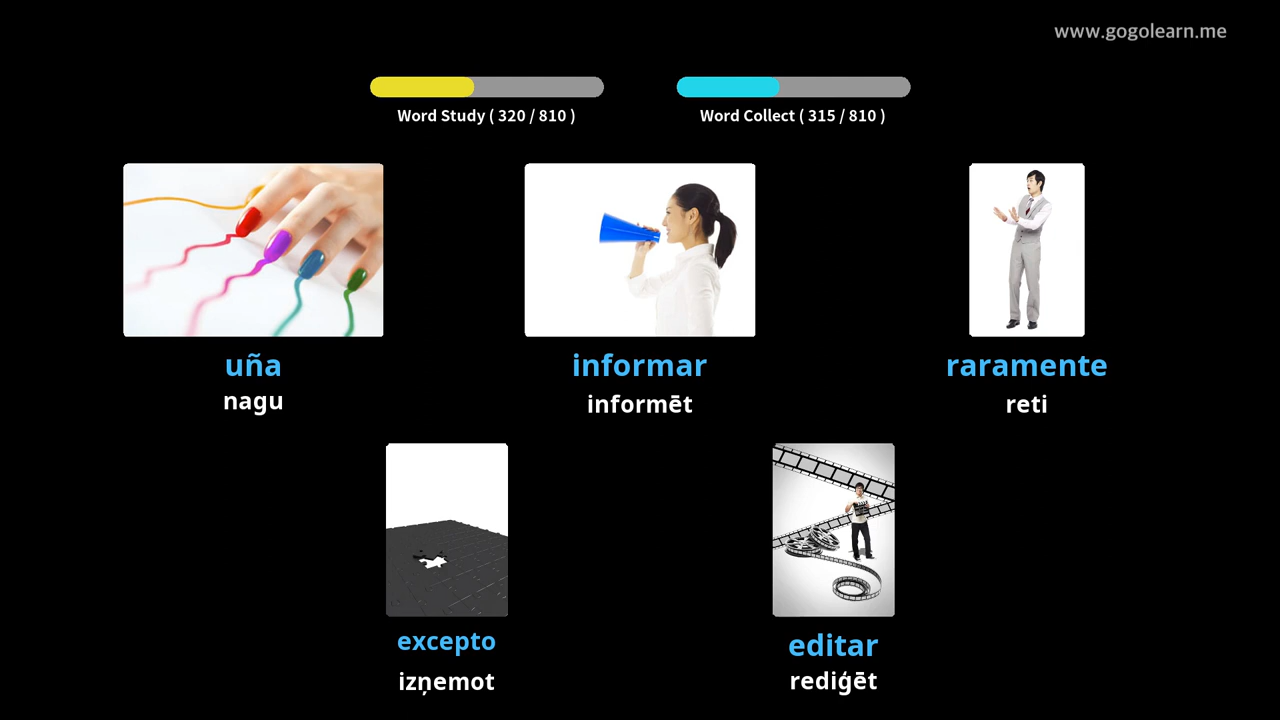 www.gogolearn.me
Word Study ( 320 / 810 )
Word Collect ( 315 / 810 )
uña
nagu
informar
informēt
raramente
reti
excepto
izņemot
editar
rediģēt